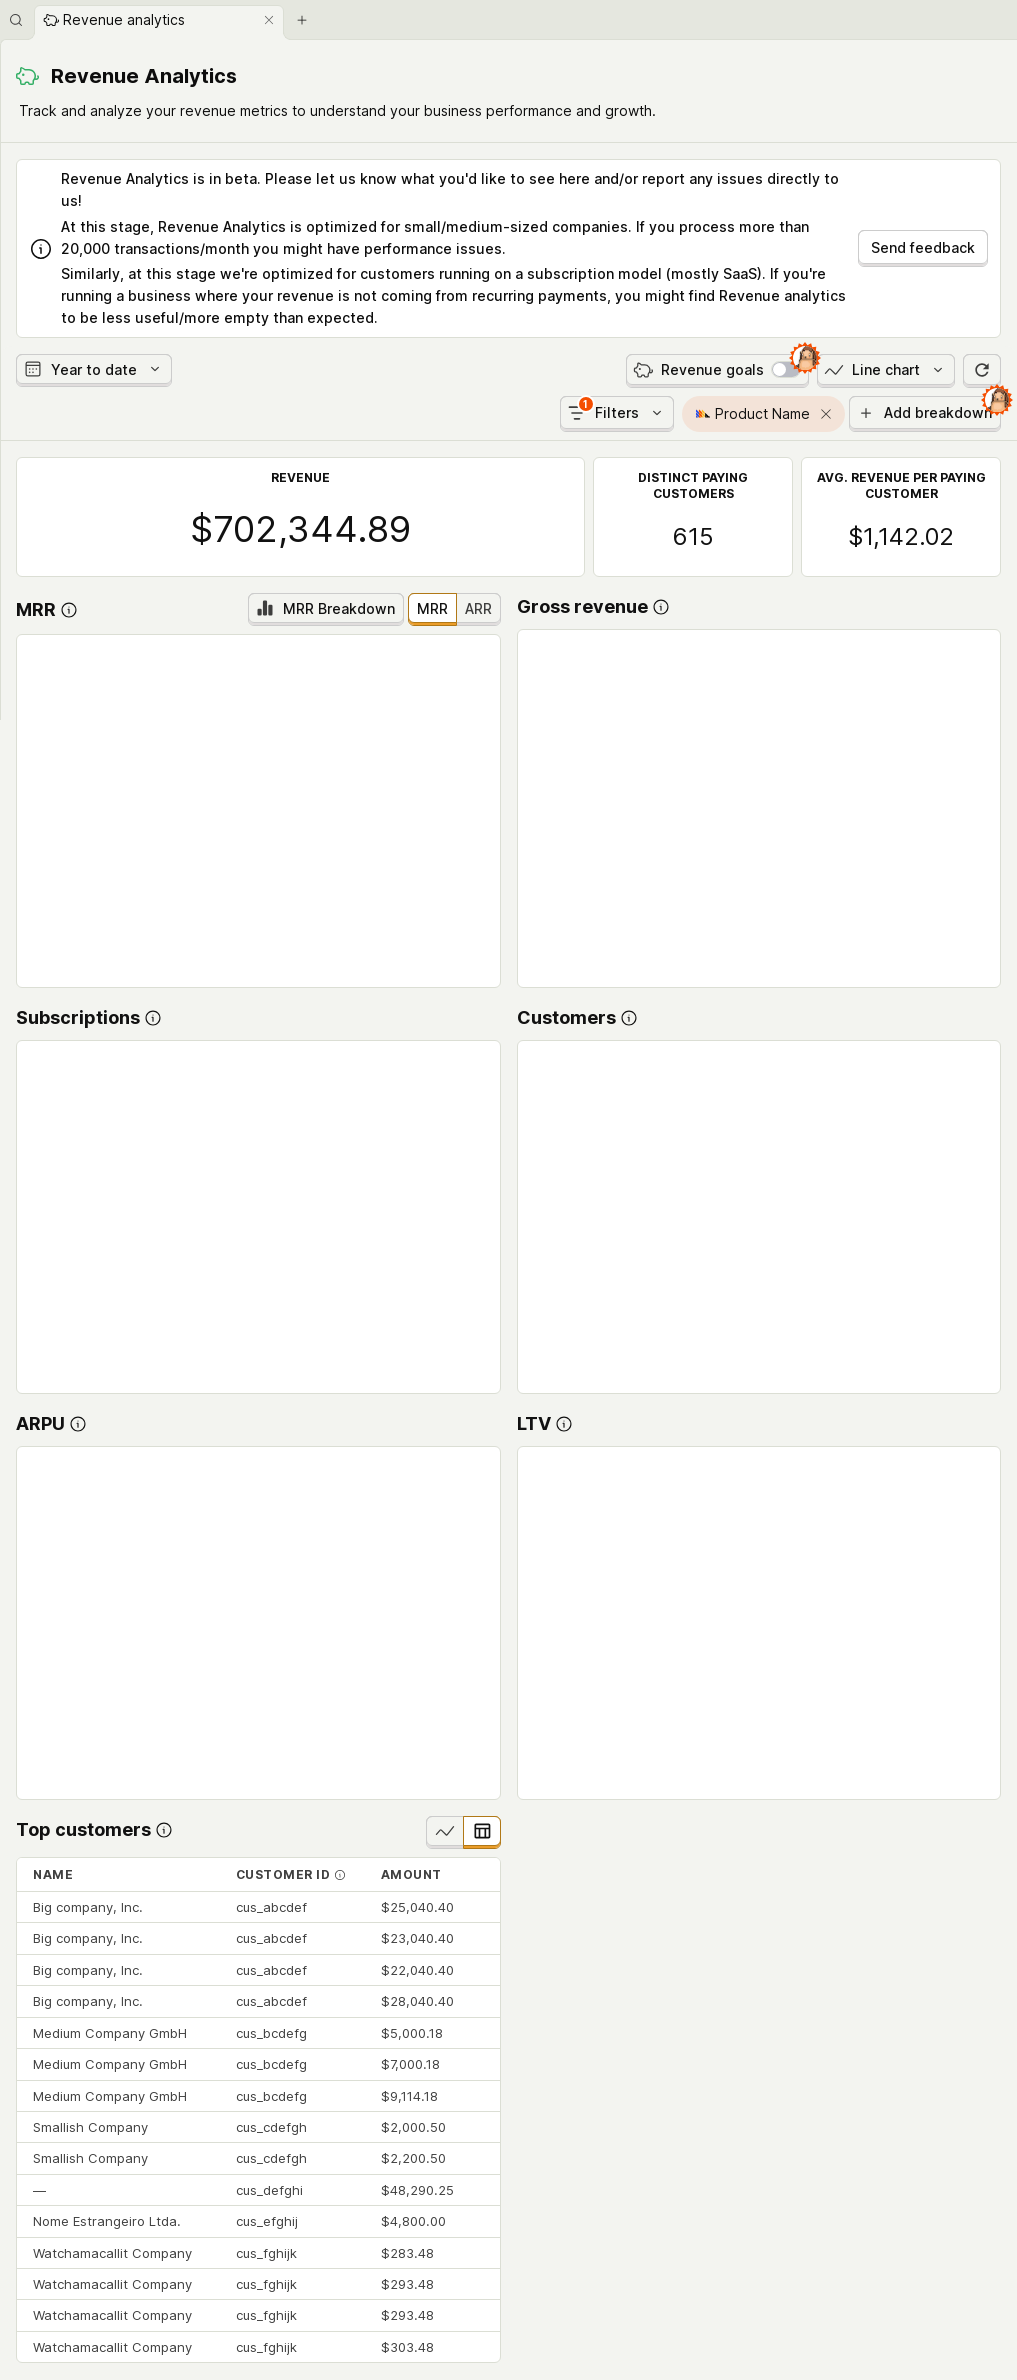 Revenue analytics
Revenue Analytics
Track and analyze your revenue metrics to understand your business performance and growth.
Revenue Analytics is in beta. Please let us know what you'd like to see here and/or report any issues directly to
us!
At this stage, Revenue Analytics is optimized for small/medium-sized companies. If you process more than
20,000 transactions/month you might have performance issues.
Similarly, at this stage we're optimized for customers running on a subscription model (mostly SaaS). If you're
running a business where your revenue is not coming from recurring payments, you might find Revenue analytics
to be less useful/more empty than expected.
Send feedback
Year to date
Revenue goals
Line chart
1
Filters
Product Name
Add breakdown
REVENUE
$702,344.89
DISTINCT PAYING
CUSTOMERS
615
AVG. REVENUE PER PAYING
CUSTOMER
$1,142.02
MRR
MRR Breakdown
MRR
ARR
Gross revenue
Subscriptions
Customers
ARPU
LTV
Top customers
NAME CUSTOMER ID AMOUNT
Big company, Inc. cus_abcdef $25,040.40
Big company, Inc. cus_abcdef $23,040.40
Big company, Inc. cus_abcdef $22,040.40
Big company, Inc. cus_abcdef $28,040.40
Medium Company GmbH cus_bcdefg $5,000.18
Medium Company GmbH cus_bcdefg $7,000.18
Medium Company GmbH cus_bcdefg $9,114.18
Smallish Company cus_cdefgh $2,000.50
Smallish Company cus_cdefgh $2,200.50
— cus_defghi $48,290.25
Nome Estrangeiro Ltda. cus_efghij $4,800.00
Watchamacallit Company cus_fghijk $283.48
Watchamacallit Company cus_fghijk $293.48
Watchamacallit Company cus_fghijk $293.48
Watchamacallit Company cus_fghijk $303.48